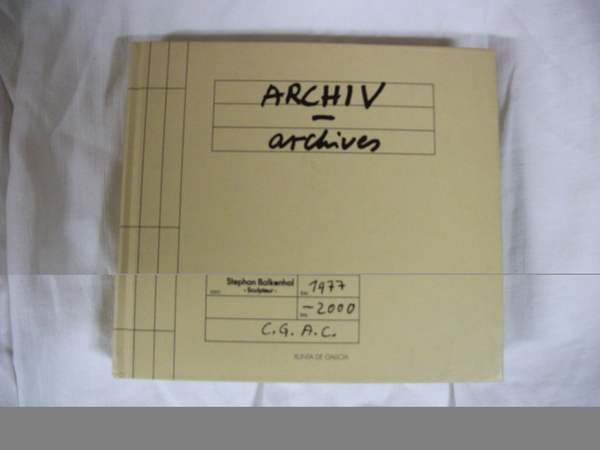 ARCHIV
–
archives
Stephan Balkenhol 1977
- Sculpteur -
–2000
C.G.A.C.
XUNTA DE GALICIA